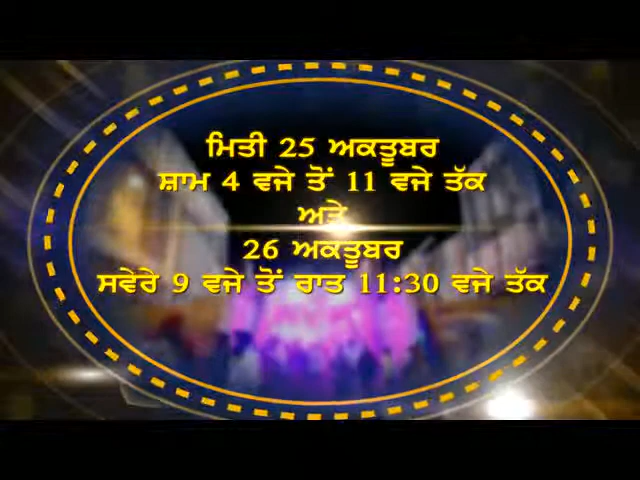 ਮਿਤੀ 25 ਅਕਤੂਬਰ
ਸ਼ਾਮ 4 ਵਜੇ ਤੋਂ 11 ਵਜੇ ਤੱਕ
ਅਤੇ
26 ਅਕਤੂਬਰ
ਸਵੇਰੇ 9 ਵਜੇ ਤੋਂ ਰਾਤ 11:30 ਵਜੇ ਤੱਕ